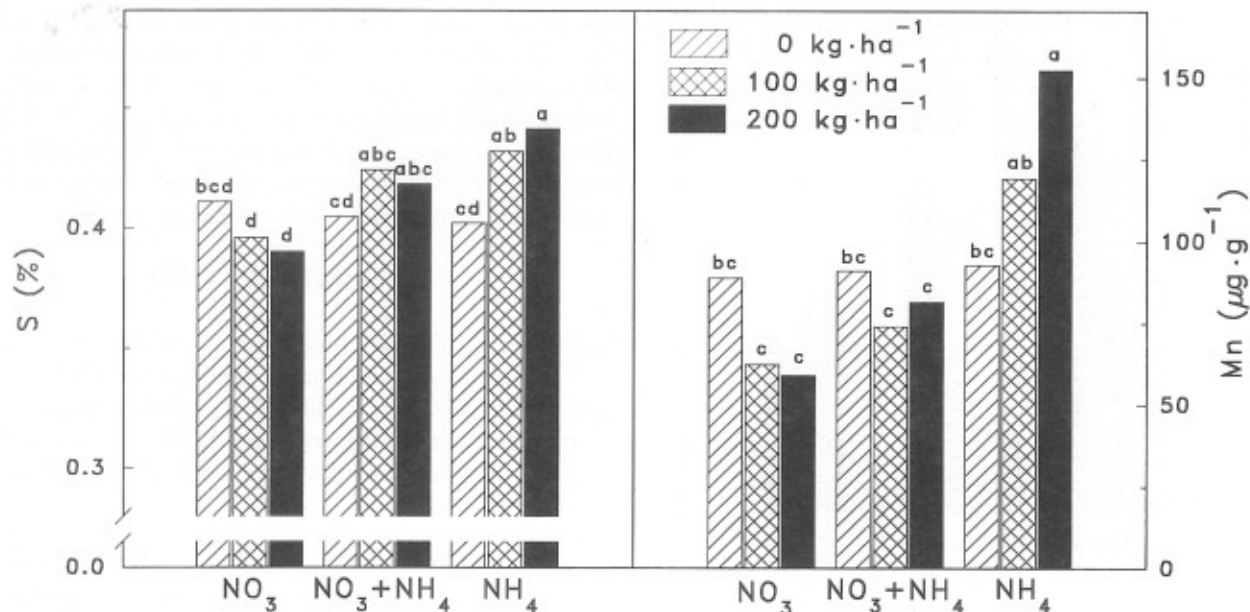 0 kg·ha⁻¹
100 kg·ha⁻¹
200 kg·ha⁻¹
S (%)
0.4
0.3
0.0
bcd
d
d
cd
abc
abc
cd
ab
a
NO₃
NO₃+NH₄
NH₄
bc
c
c
bc
c
c
bc
ab
a
NO₃
NO₃+NH₄
NH₄
150
100
50
0
Mn (μg·g⁻¹)